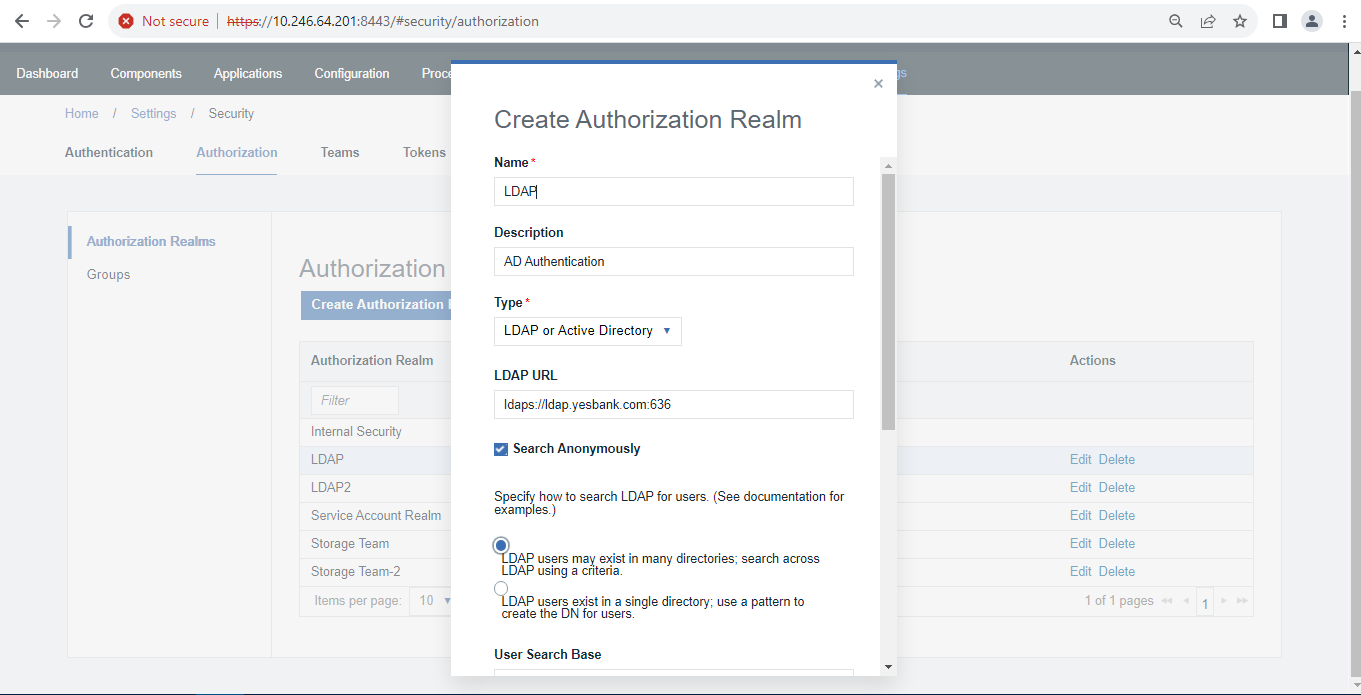 Not secure https://10.246.64.201:8443/#security/authorization
Dashboard Components Applications Configuration Proce gs
Home / Settings / Security
Authentication Authorization Teams Tokens
Authorization Realms
Groups
Authorization
Create Authorization
Authorization Realm Actions
Filter
Internal Security
LDAP Edit Delete
LDAP2 Edit Delete
Service Account Realm Edit Delete
Storage Team Edit Delete
Storage Team-2 Edit Delete
Items per page: 10 1 of 1 pages 1
×
Create Authorization Realm
Name *
LDAP
Description
AD Authentication
Type *
LDAP or Active Directory
LDAP URL
ldaps://ldap.yesbank.com:636
Search Anonymously
Specify how to search LDAP for users. (See documentation for
examples.)
LDAP users may exist in many directories; search across
LDAP using a criteria.
LDAP users exist in a single directory; use a pattern to
create the DN for users.
User Search Base